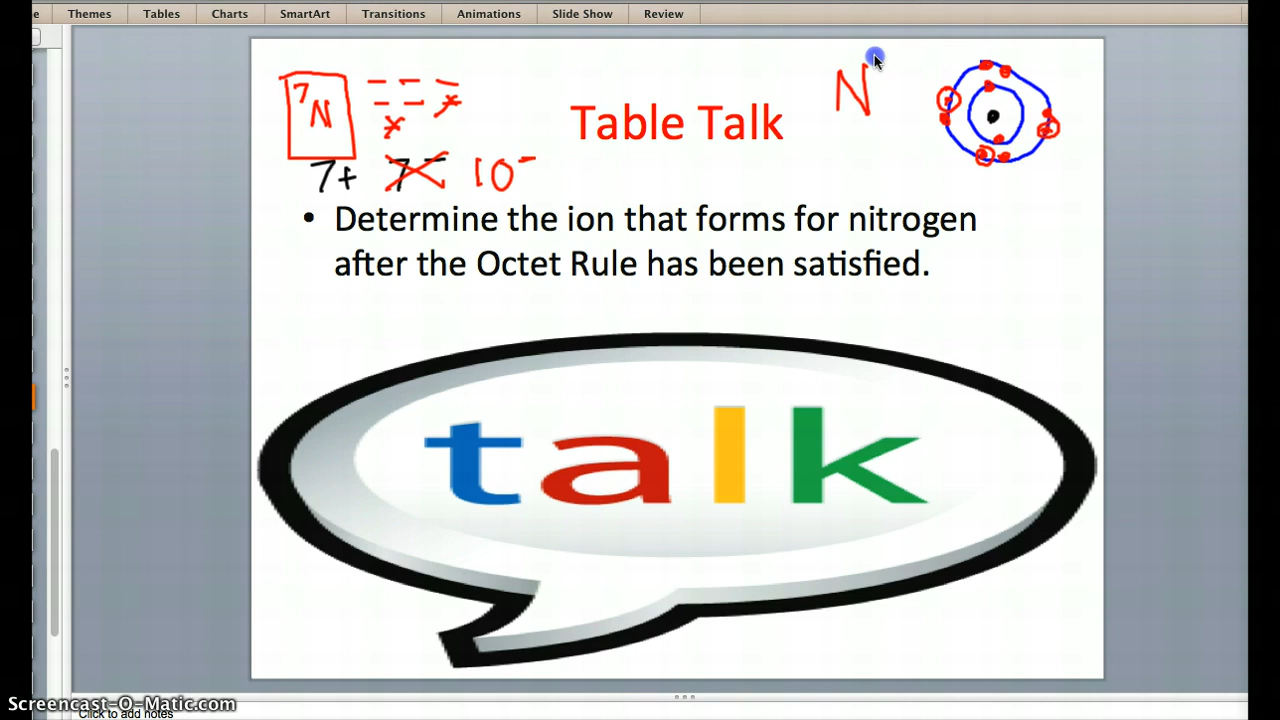 e Themes Tables Charts SmartArt Transitions Animations Slide Show Review
7 N
N
Table Talk
7+ 7- 10-
• Determine the ion that forms for nitrogen
after the Octet Rule has been satisfied.
talk
Screencast-O-Matic.com
Click to add notes